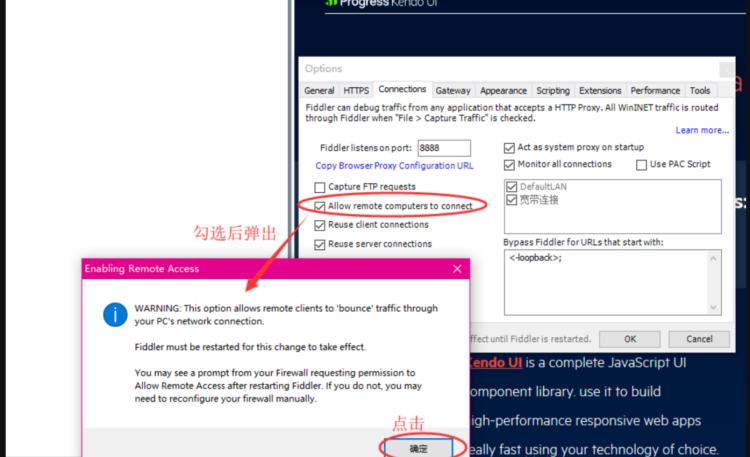 Progress Kendo UI
Options
General HTTPS Connections Gateway Appearance Scripting Extensions Performance Tools
Fiddler can debug traffic from any application that accepts a HTTP Proxy. All WinINET traffic is routed
through Fiddler when "File > Capture Traffic" is checked.
Learn more...
Fiddler listens on port: 8888
Act as system proxy on startup
Copy Browser Proxy Configuration URL
Monitor all connections
Use PAC Script
Capture FTP requests
DefaultLAN
Allow remote computers to connect
宽带连接
Reuse client connections
勾选后弹出
Reuse server connections
Bypass Fiddler for URLs that start with:
<-loopback>;
Enabling Remote Access
WARNING: This option allows remote clients to 'bounce' traffic through
your PC's network connection.
Fiddler must be restarted for this change to take effect.
ffect until Fiddler is restarted.
OK
Cancel
You may see a prompt from your Firewall requesting permission to
Allow Remote Access after restarting Fiddler. If you do not, you may
need to reconfigure your firewall manually.
点击
确定
Kendo UI is a complete JavaScript UI
omponent library. use it to build
igh-performance responsive web apps
eally fast using your technology of choice.